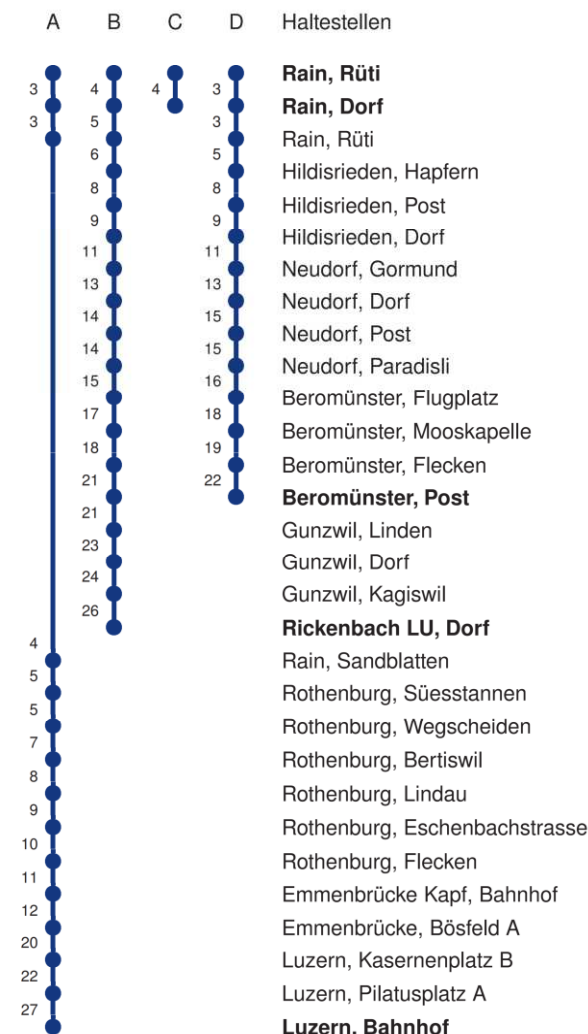 A B C D Haltestellen
Rain, Rüti
3 4 4 3
Rain, Dorf
3 5 3
Rain, Rüti
6 5
Hildisrieden, Hapfern
8 8
Hildisrieden, Post
9 9
Hildisrieden, Dorf
11 11
Neudorf, Gormund
13 13
Neudorf, Dorf
14 15
Neudorf, Post
14 15
Neudorf, Paradisli
15 16
Beromünster, Flugplatz
17 18
Beromünster, Mooskapelle
18 19
Beromünster, Flecken
21 22
Beromünster, Post
21
Gunzwil, Linden
23
Gunzwil, Dorf
24
Gunzwil, Kagiswil
26
Rickenbach LU, Dorf
4
Rain, Sandblatten
5
Rothenburg, Süesstannen
5
Rothenburg, Wegscheiden
7
Rothenburg, Bertiswil
8
Rothenburg, Lindau
9
Rothenburg, Eschenbachstrasse
10
Rothenburg, Flecken
11
Emmenbrücke Kapf, Bahnhof
12
Emmenbrücke, Bösfeld A
20
Luzern, Kasernenplatz B
22
Luzern, Pilatusplatz A
27
Luzern, Bahnhof